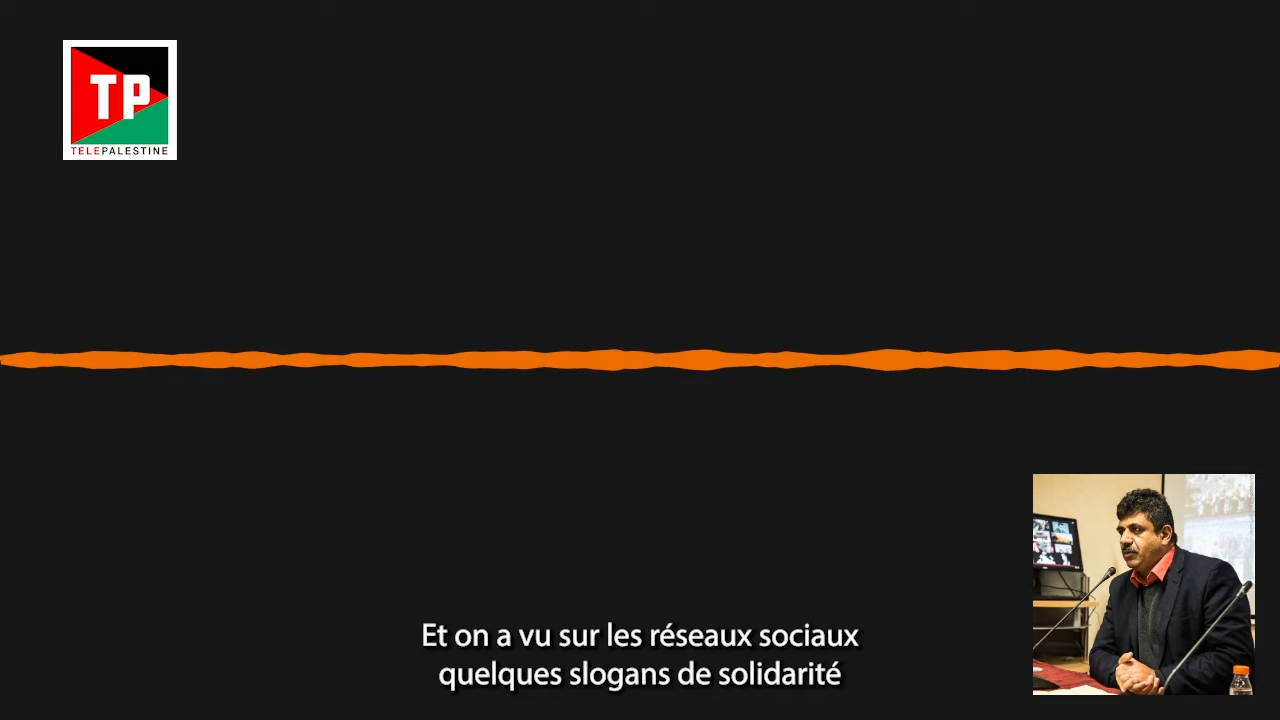 TP
TELEPALESTINE
Et on a vu sur les réseaux sociaux
quelques slogans de solidarité